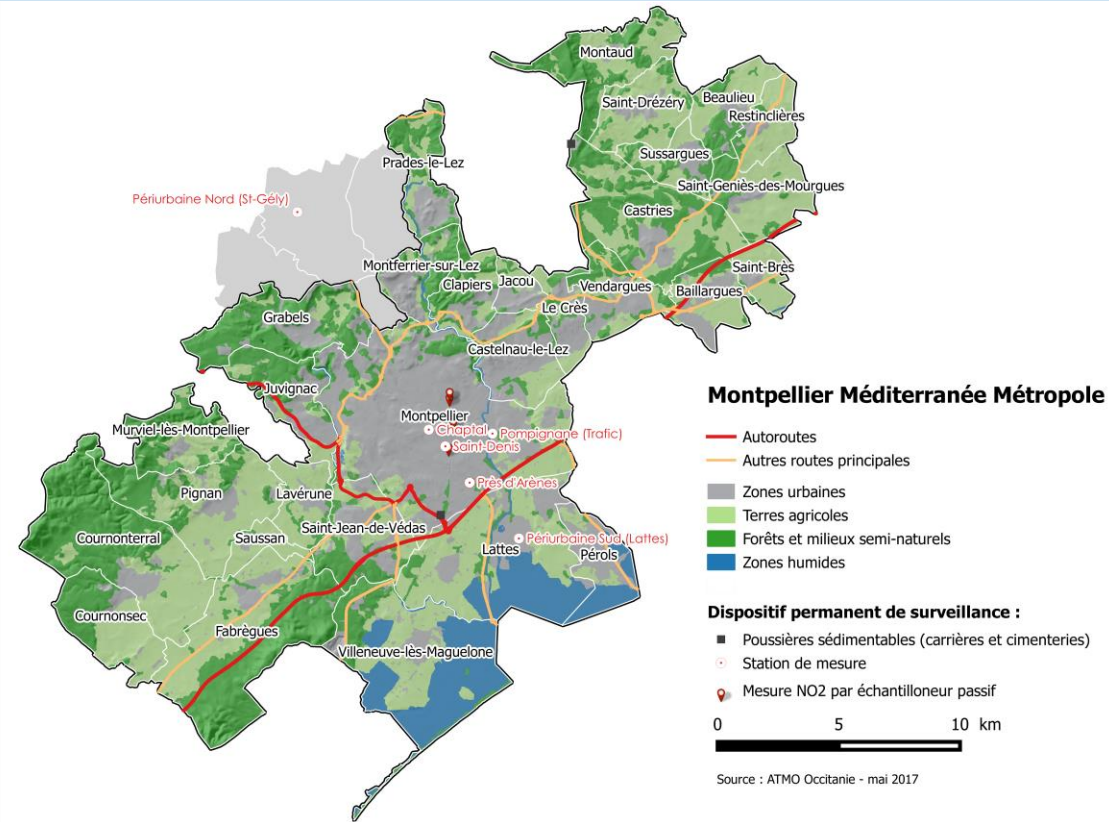 Montaud
Saint-Drézéry
Beaulieu
Restinclières
Prades-le-Lez
Sussargues
Saint-Geniès-des-Mourgues
Périurbaine Nord (St-Gély)
Castries
Montferrier-sur-Lez
Clapiers
Jacou
Vendargues
Saint-Brès
Baillargues
Grabels
Le Crès
Castelnau-le-Lez
Juvignac
Montpellier
Chaptal
Pompignane (Trafic)
Saint-Denis
Murviel-lès-Montpellier
Près d'Arènes
Pignan
Lavérune
Saint-Jean-de-Védas
Cournonterral
Saussan
Lattes
Périurbaine Sud (Lattes)
Pérols
Cournonsec
Fabrègues
Villeneuve-lès-Maguelone
Montpellier Méditerranée Métropole
Autoroutes
Autres routes principales
Zones urbaines
Terres agricoles
Forêts et milieux semi-naturels
Zones humides
Dispositif permanent de surveillance :
Poussières sédimentables (carrières et cimenteries)
Station de mesure
Mesure NO2 par échantilloneur passif
0 5 10 km
Source : ATMO Occitanie - mai 2017